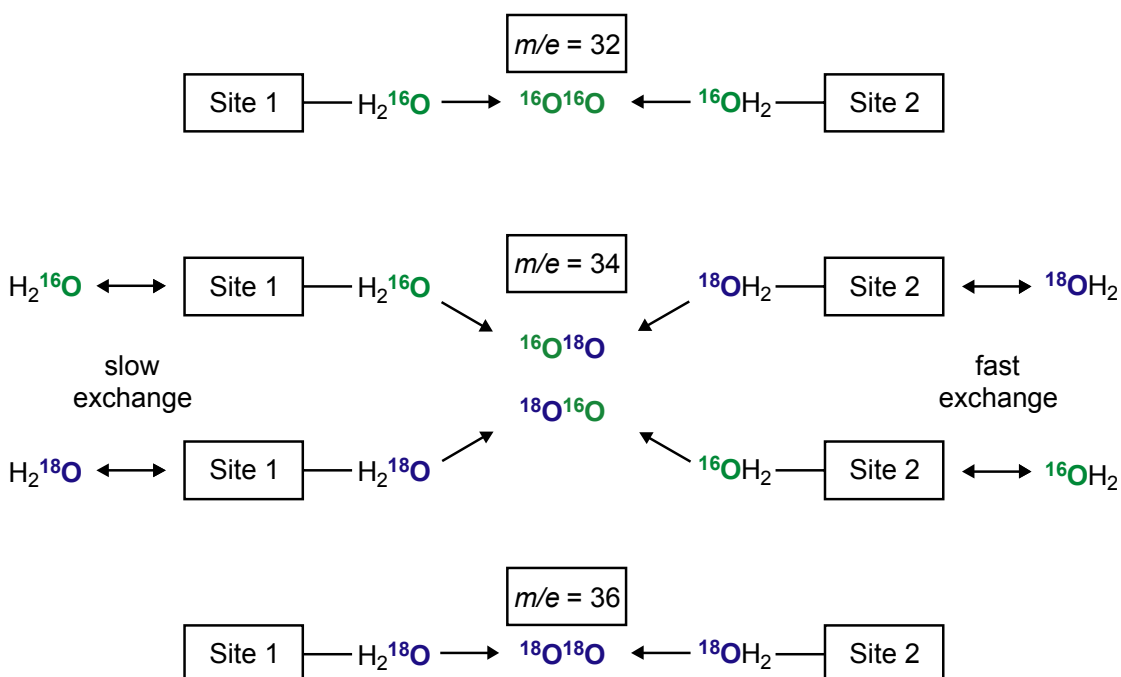 m/e = 32
Site 1 H₂¹⁶O ¹⁶O¹⁶O ¹⁶OH₂ Site 2
m/e = 34
H₂¹⁶O Site 1 H₂¹⁶O ¹⁸OH₂ Site 2 ¹⁸OH₂
¹⁶O¹⁸O
slow
exchange
fast
exchange
¹⁸O¹⁶O
H₂¹⁸O Site 1 H₂¹⁸O ¹⁶OH₂ Site 2 ¹⁶OH₂
m/e = 36
Site 1 H₂¹⁸O ¹⁸O¹⁸O ¹⁸OH₂ Site 2